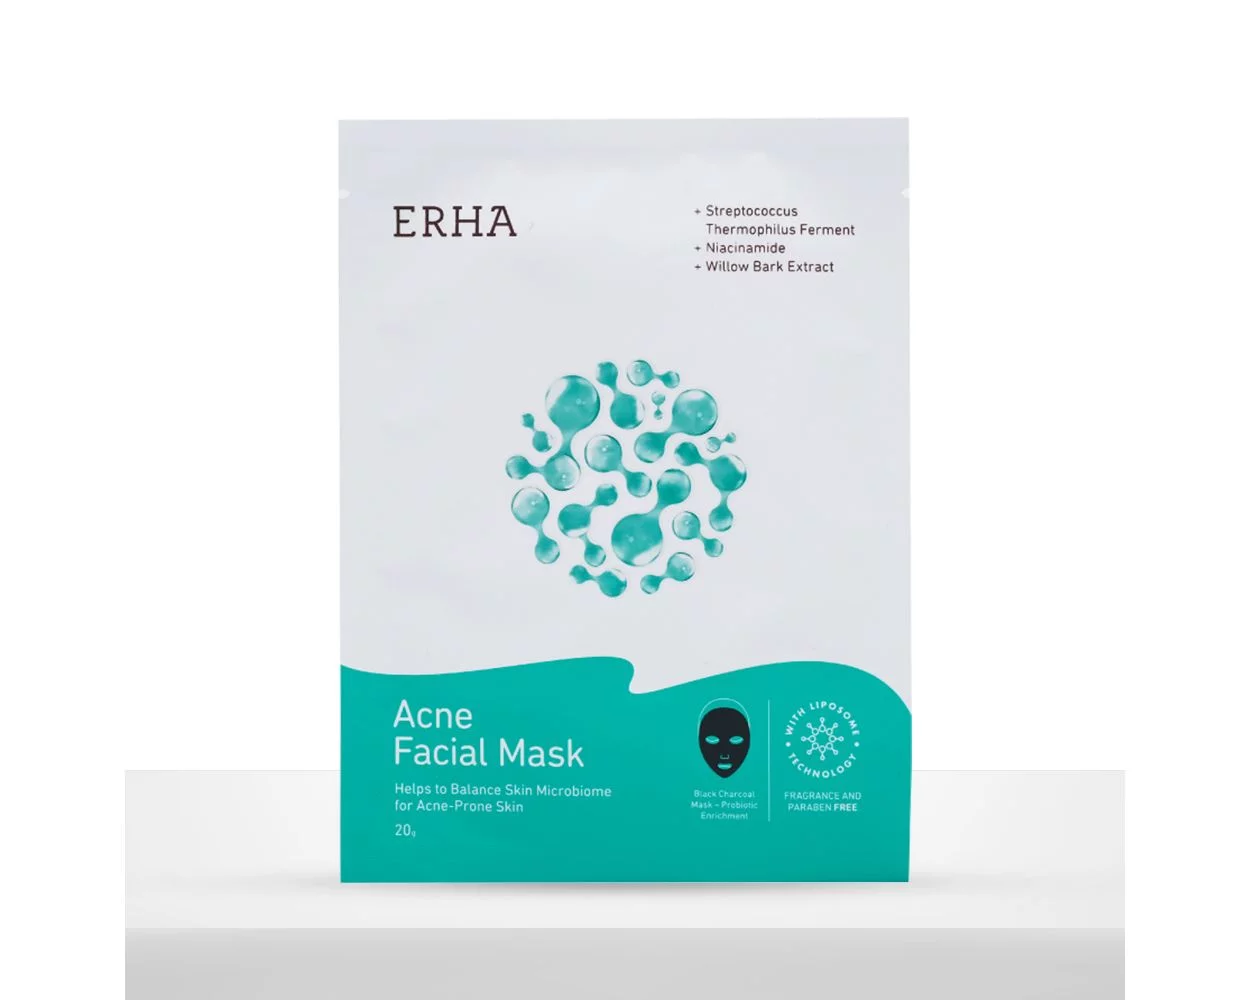 ERHA
+ Streptococcus
Thermophilus Ferment
+ Niacinamide
+ Willow Bark Extract
Acne
Facial Mask
Helps to Balance Skin Microbiome
for Acne-Prone Skin
20g
Black Charcoal
Mask – Probiotic
Enrichment
WITH LIPOSOME
• TECHNOLOGY •
FRAGRANCE AND
PARABEN FREE